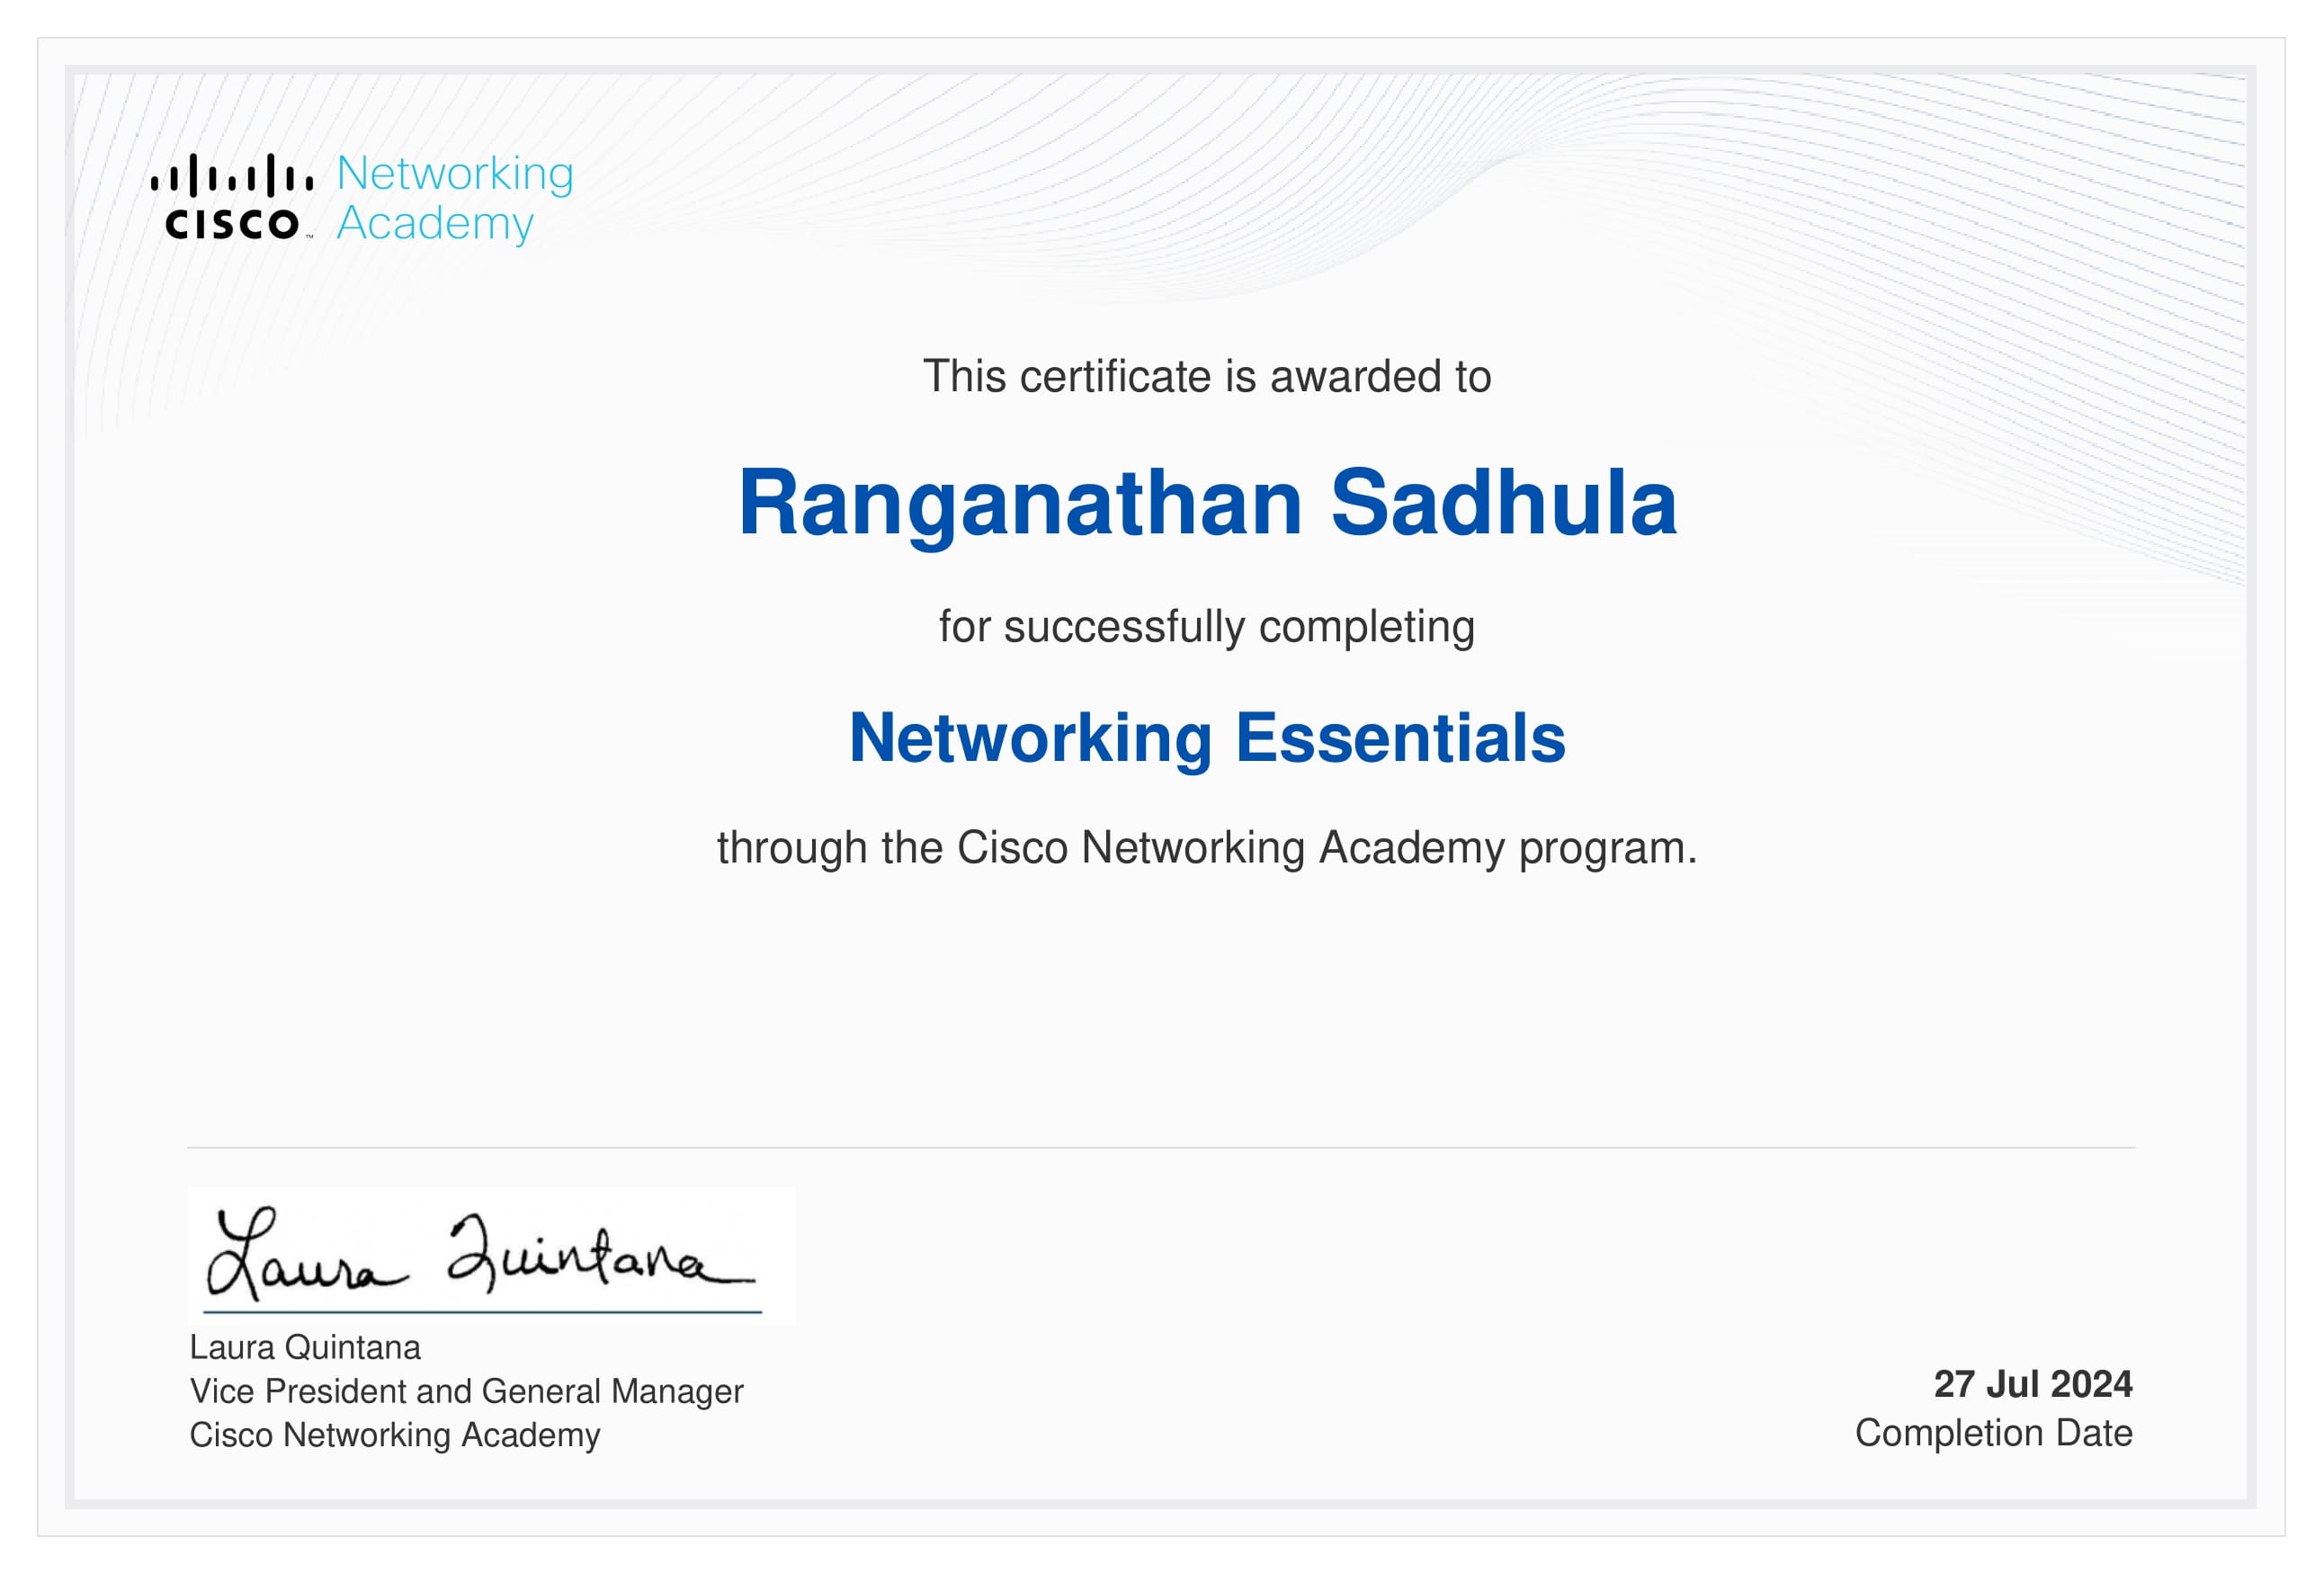 Networking
Academy
CISCO™
This certificate is awarded to
Ranganathan Sadhula
for successfully completing
Networking Essentials
through the Cisco Networking Academy program.
Laura Quintana
Laura Quintana
Vice President and General Manager
Cisco Networking Academy
27 Jul 2024
Completion Date